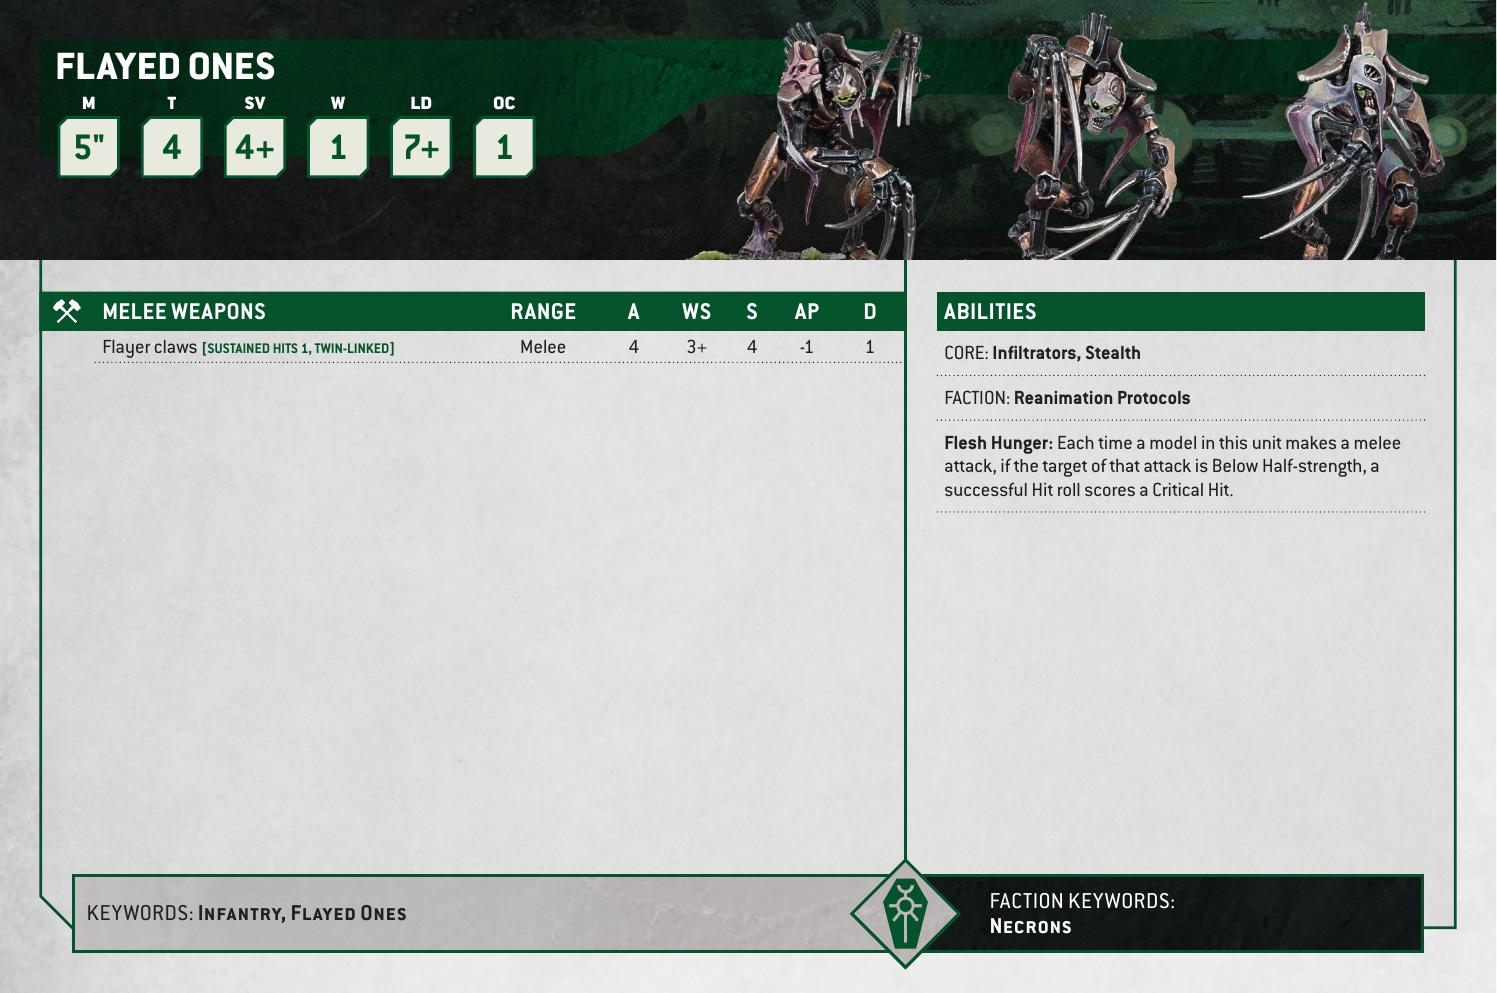 FLAYED ONES
M T SV W LD OC
5" 4 4+ 1 7+ 1
MELEE WEAPONS RANGE A WS S AP D
Flayer claws [SUSTAINED HITS 1, TWIN-LINKED] Melee 4 3+ 4 -1 1
ABILITIES
CORE: Infiltrators, Stealth
FACTION: Reanimation Protocols
Flesh Hunger: Each time a model in this unit makes a melee
attack, if the target of that attack is Below Half-strength, a
successful Hit roll scores a Critical Hit.
KEYWORDS: INFANTRY, FLAYED ONES
FACTION KEYWORDS:
NECRONS